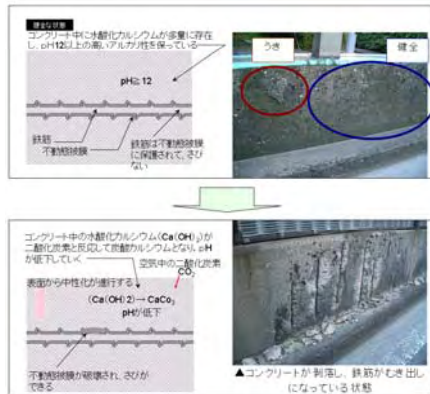 健全な状態
コンクリート中に水酸化カルシウムが多量に存在
し、pH12以上の高いアルカリ性を保っている
pH≧12
鉄筋
不動態被膜
鉄筋は不動態被膜
に保護されて、さび
ない
うき
健全
コンクリート中の水酸化カルシウム(Ca(OH)₂)が
二酸化炭素と反応して炭酸カルシウムとなり、pH
が低下していく
空気中の二酸化炭素
CO₂
表面から中性化が進行する
(Ca(OH)2)→CaCo₃
pHが低下
不動態被膜が破壊され、さびが
できる
▲コンクリートが剥落し、鉄筋がむき出し
になっている状態